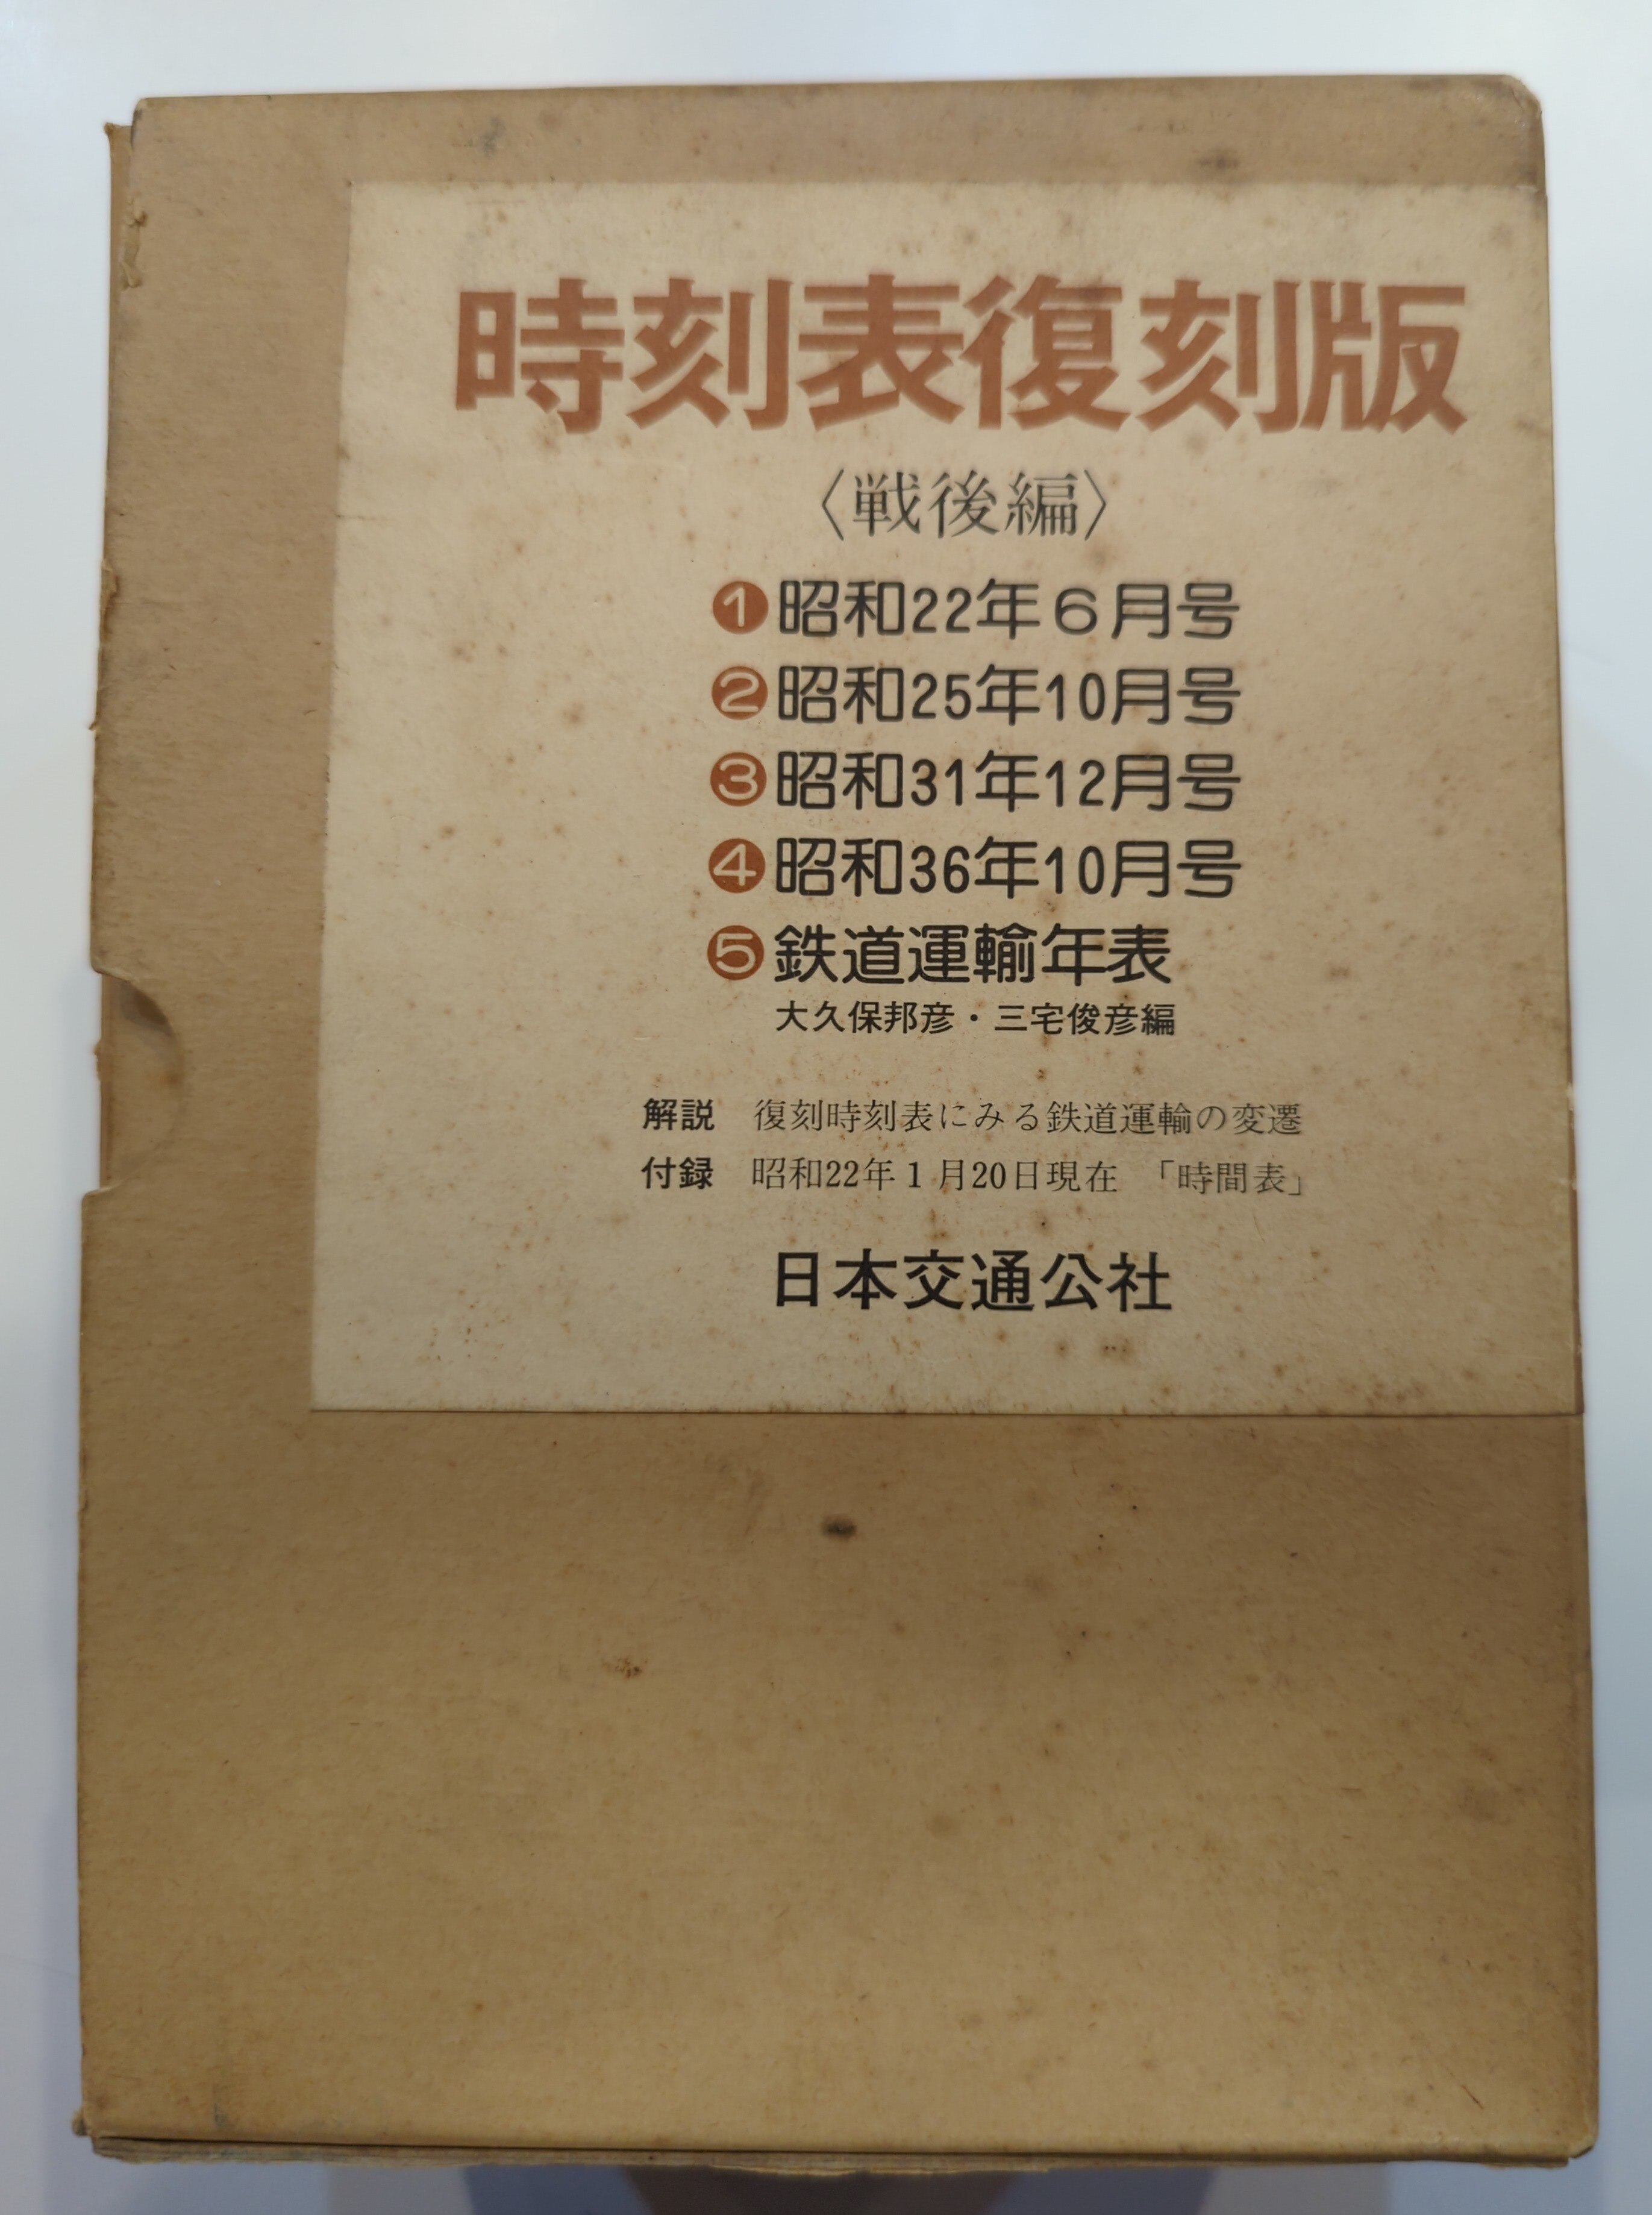 時刻表復刻版
〈戦後編〉
❶昭和22年6月号
❷昭和25年10月号
❸昭和31年12月号
❹昭和36年10月号
❺鉄道運輸年表
大久保邦彦・三宅俊彦編
解説 復刻時刻表にみる鉄道運輸の変遷
付録 昭和22年1月20日現在 「時間表」
日本交通公社